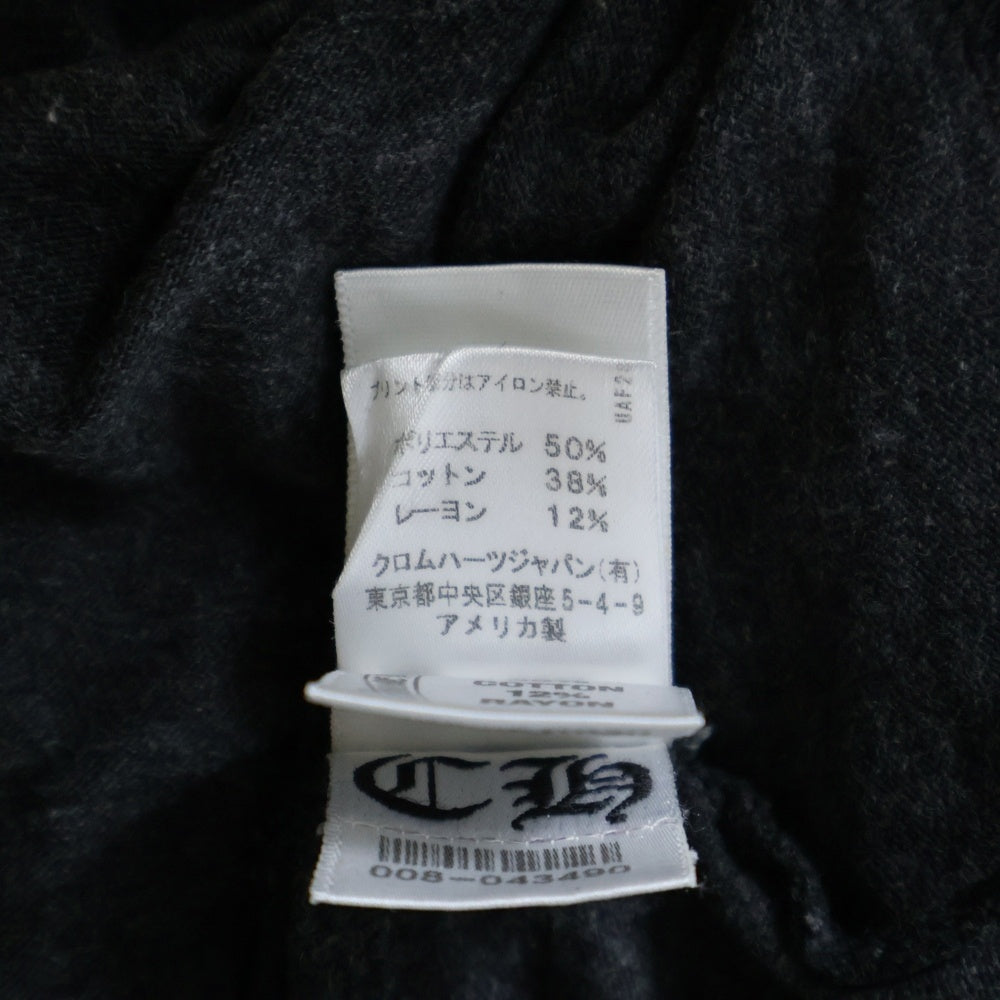 プリント部分はアイロン禁止。
ポリエステル 50%
コットン 38%
レーヨン 12%
クロムハーツジャパン(有)
東京都中央区銀座5-4-9
アメリカ製
COTTON
12%
RAYON
008-043490